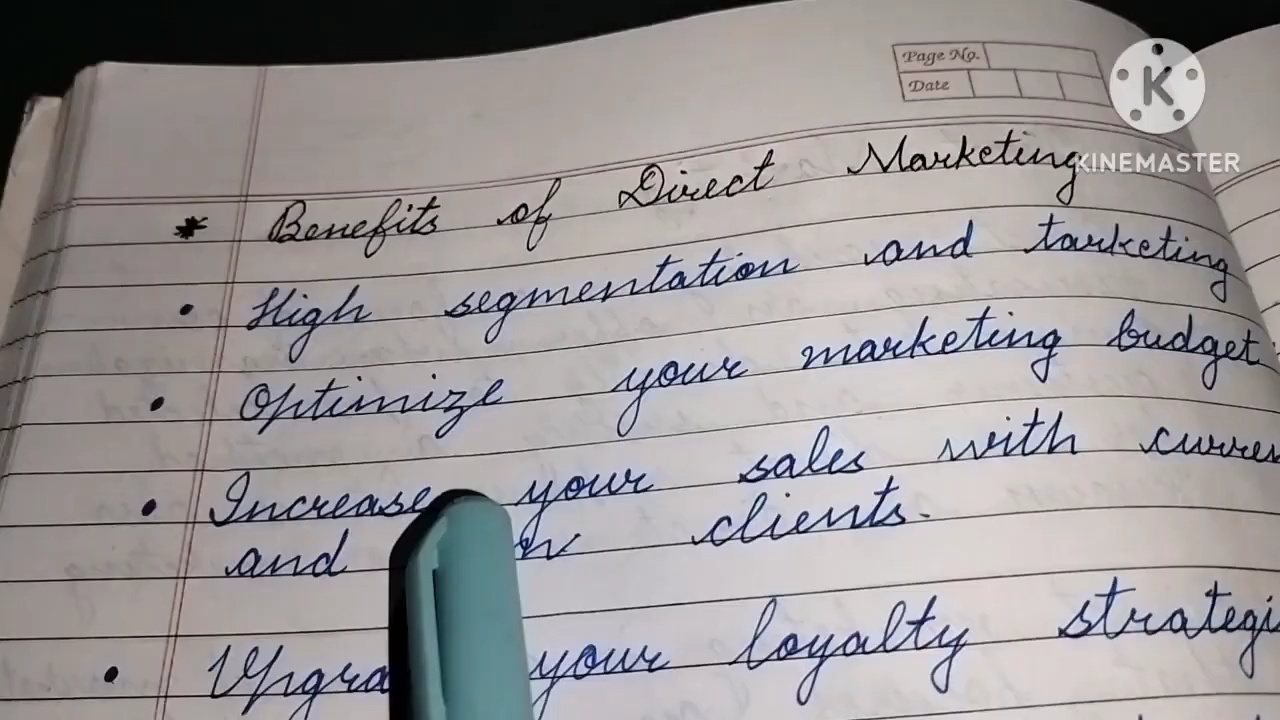 Page No.
Date
K
KINEMASTER
* Benefits of Direct Marketing
• High segmentation and tarketing
• Optimize your marketing budget
• Increase your sales with
and clients.
• your loyalty